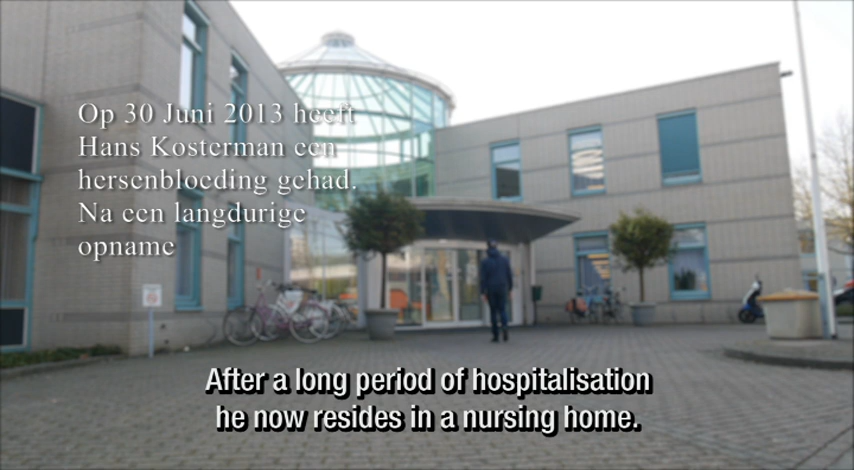 Op 30 Juni 2013 heeft
Hans Kosterman een
hersenbloeding gehad.
Na een langdurige
opname
After a long period of hospitalisation
he now resides in a nursing home.